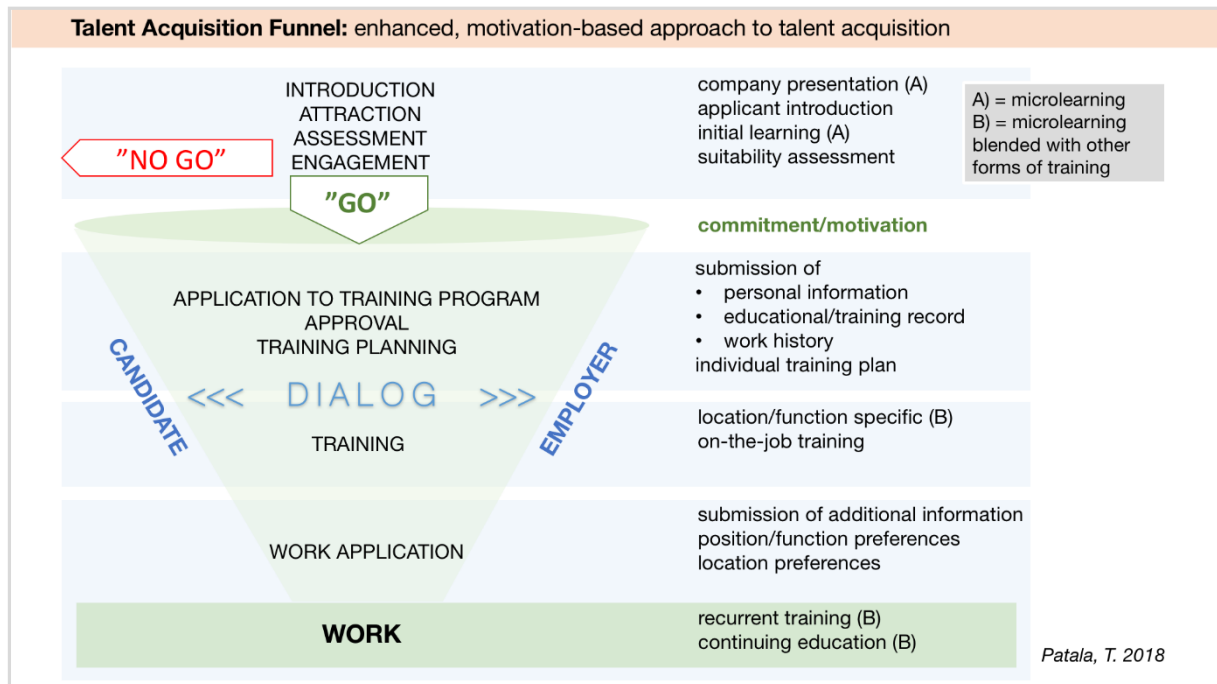 Talent Acquisition Funnel: enhanced, motivation-based approach to talent acquisition
INTRODUCTION
ATTRACTION
ASSESSMENT
ENGAGEMENT
”NO GO”
”GO”
company presentation (A)
applicant introduction
initial learning (A)
suitability assessment
A) = microlearning
B) = microlearning
blended with other
forms of training
commitment/motivation
APPLICATION TO TRAINING PROGRAM
APPROVAL
TRAINING PLANNING
submission of
• personal information
• educational/training record
• work history
individual training plan
CANDIDATE
<<< DIALOG >>>
EMPLOYER
TRAINING
location/function specific (B)
on-the-job training
WORK APPLICATION
submission of additional information
position/function preferences
location preferences
WORK
recurrent training (B)
continuing education (B)
Patala, T. 2018